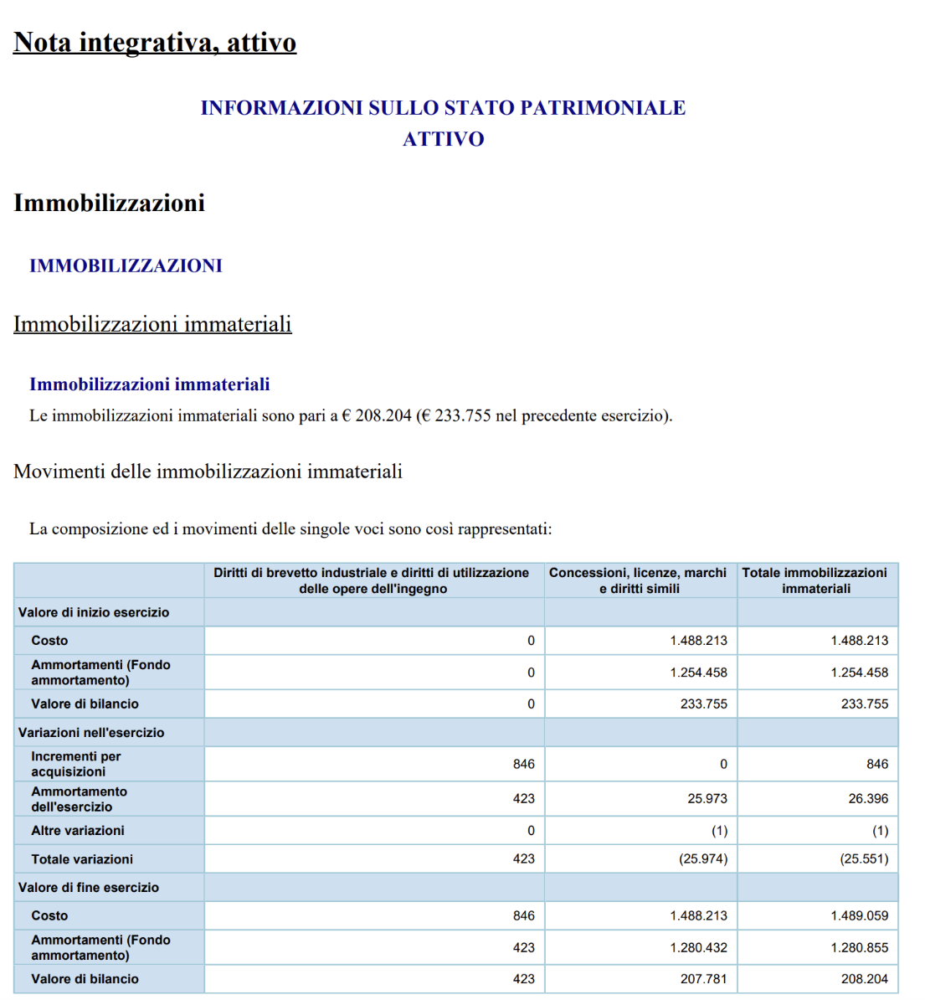 Nota integrativa, attivo
INFORMAZIONI SULLO STATO PATRIMONIALE
ATTIVO
Immobilizzazioni
IMMOBILIZZAZIONI
Immobilizzazioni immateriali
Immobilizzazioni immateriali
Le immobilizzazioni immateriali sono pari a € 208.204 (€ 233.755 nel precedente esercizio).
Movimenti delle immobilizzazioni immateriali
La composizione ed i movimenti delle singole voci sono così rappresentati:
Diritti di brevetto industriale e diritti di utilizzazione Concessioni, licenze, marchi Totale immobilizzazioni
delle opere dell'ingegno e diritti simili immateriali
Valore di inizio esercizio
Costo 0 1.488.213 1.488.213
Ammortamenti (Fondo
ammortamento) 0 1.254.458 1.254.458
Valore di bilancio 0 233.755 233.755
Variazioni nell'esercizio
Incrementi per
acquisizioni 846 0 846
Ammortamento
dell'esercizio 423 25.973 26.396
Altre variazioni 0 (1) (1)
Totale variazioni 423 (25.974) (25.551)
Valore di fine esercizio
Costo 846 1.488.213 1.489.059
Ammortamenti (Fondo
ammortamento) 423 1.280.432 1.280.855
Valore di bilancio 423 207.781 208.204